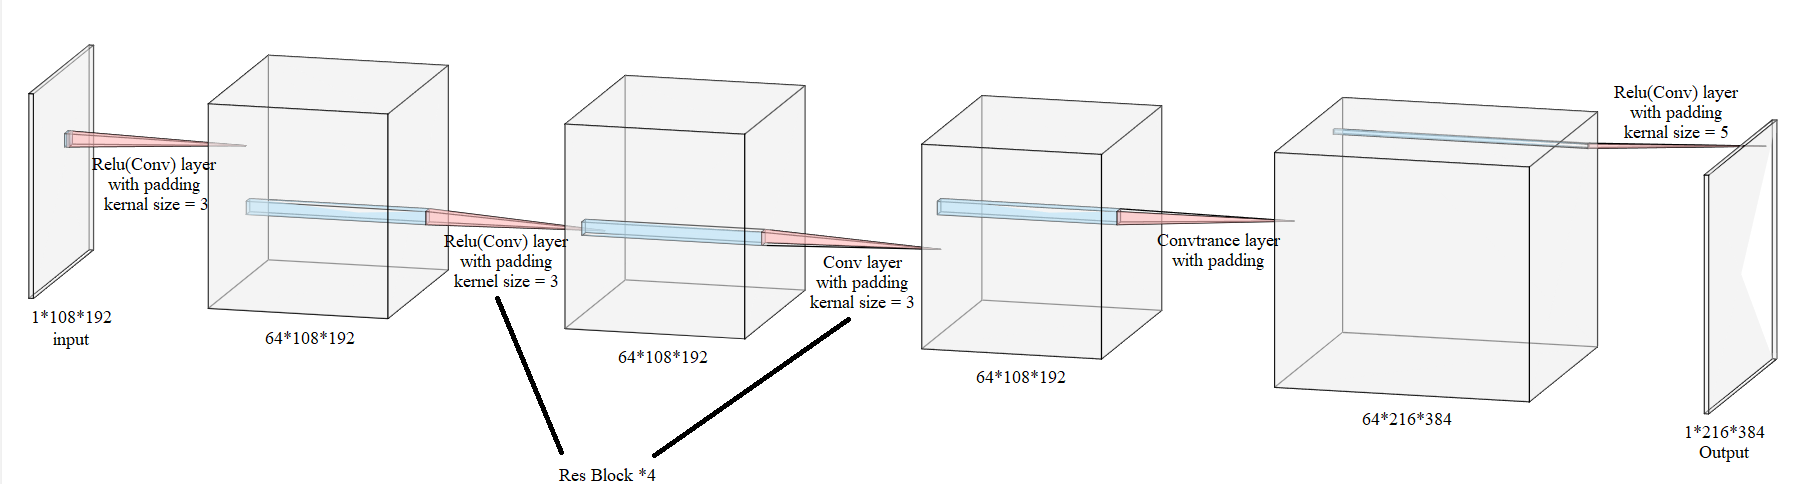 1*108*192
input
Relu(Conv) layer
with padding
kernal size = 3
64*108*192
Relu(Conv) layer
with padding
kernel size = 3
64*108*192
Conv layer
with padding
kernal size = 3
Res Block *4
64*108*192
Convtrance layer
with padding
64*216*384
Relu(Conv) layer
with padding
kernal size = 5
1*216*384
Output